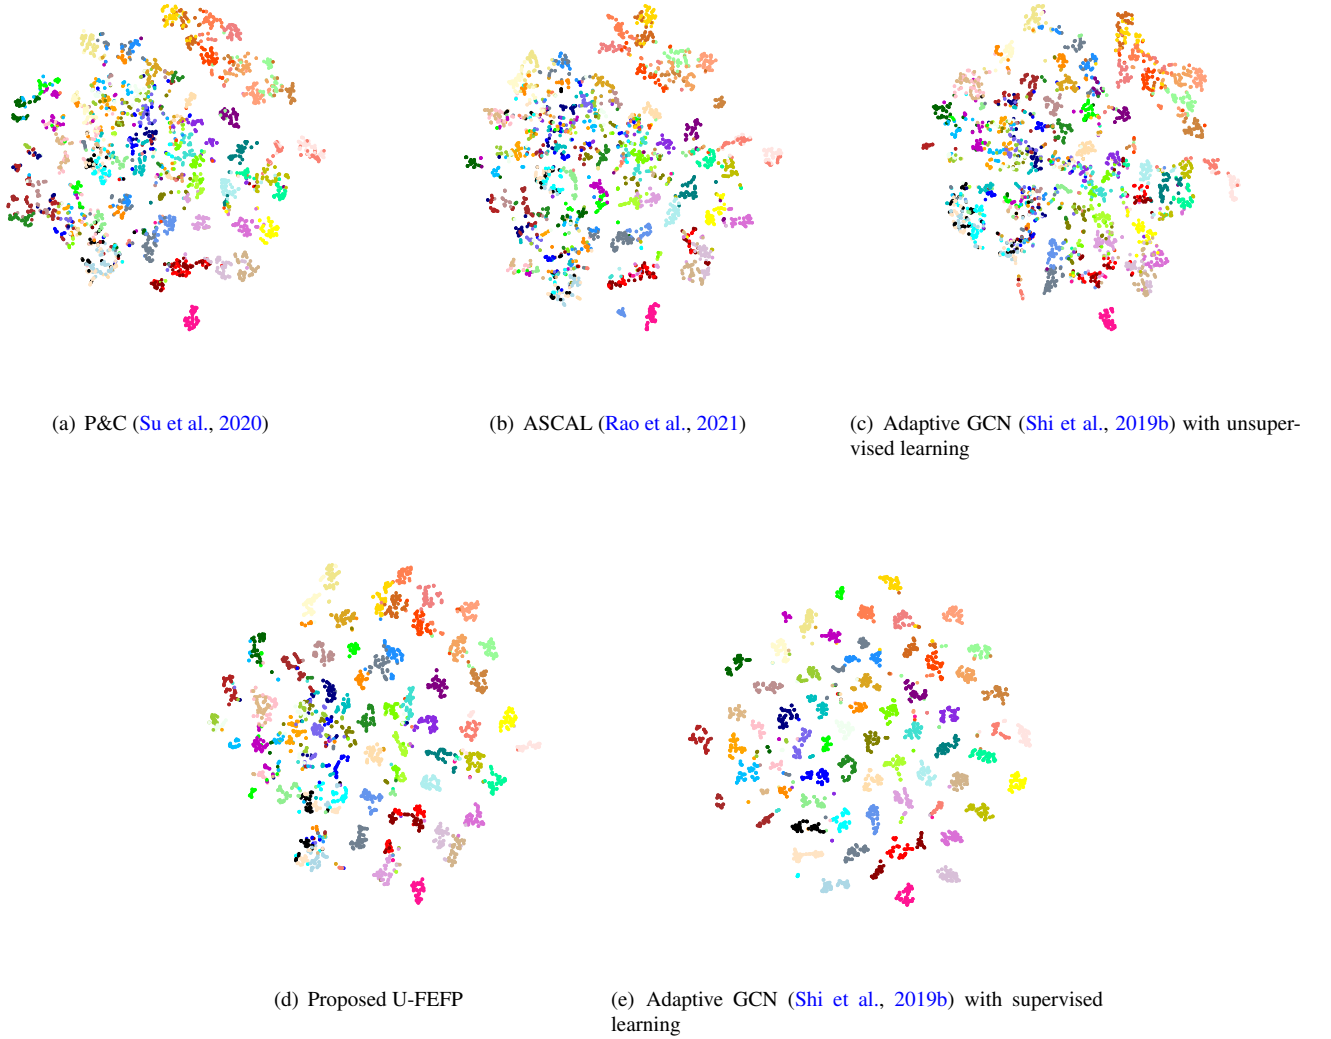 (a) P&C (Su et al., 2020)
(b) ASCAL (Rao et al., 2021)
(c) Adaptive GCN (Shi et al., 2019b) with unsuper-
vised learning
(d) Proposed U-FEFP
(e) Adaptive GCN (Shi et al., 2019b) with supervised
learning